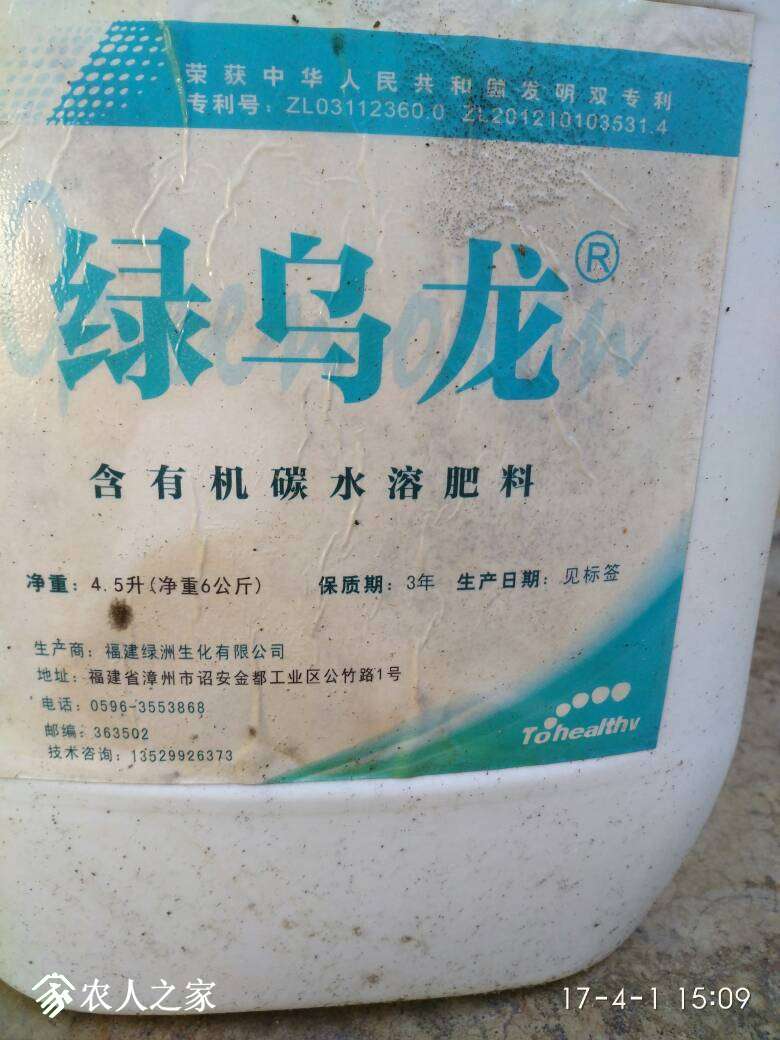 荣获中华人民共和国发明双专利
专利号：ZL03112360.0 ZL201210103531.4
绿乌龙®
含有机碳水溶肥料
净重：4.5升(净重6公斤) 保质期：3年 生产日期：见标签
生产商：福建绿洲生化有限公司
地址：福建省漳州市诏安金都工业区公竹路1号
电话：0596-3553868
邮编：363502
技术咨询：13529926373
Tohealthy
农人之家
17-4-1 15:09